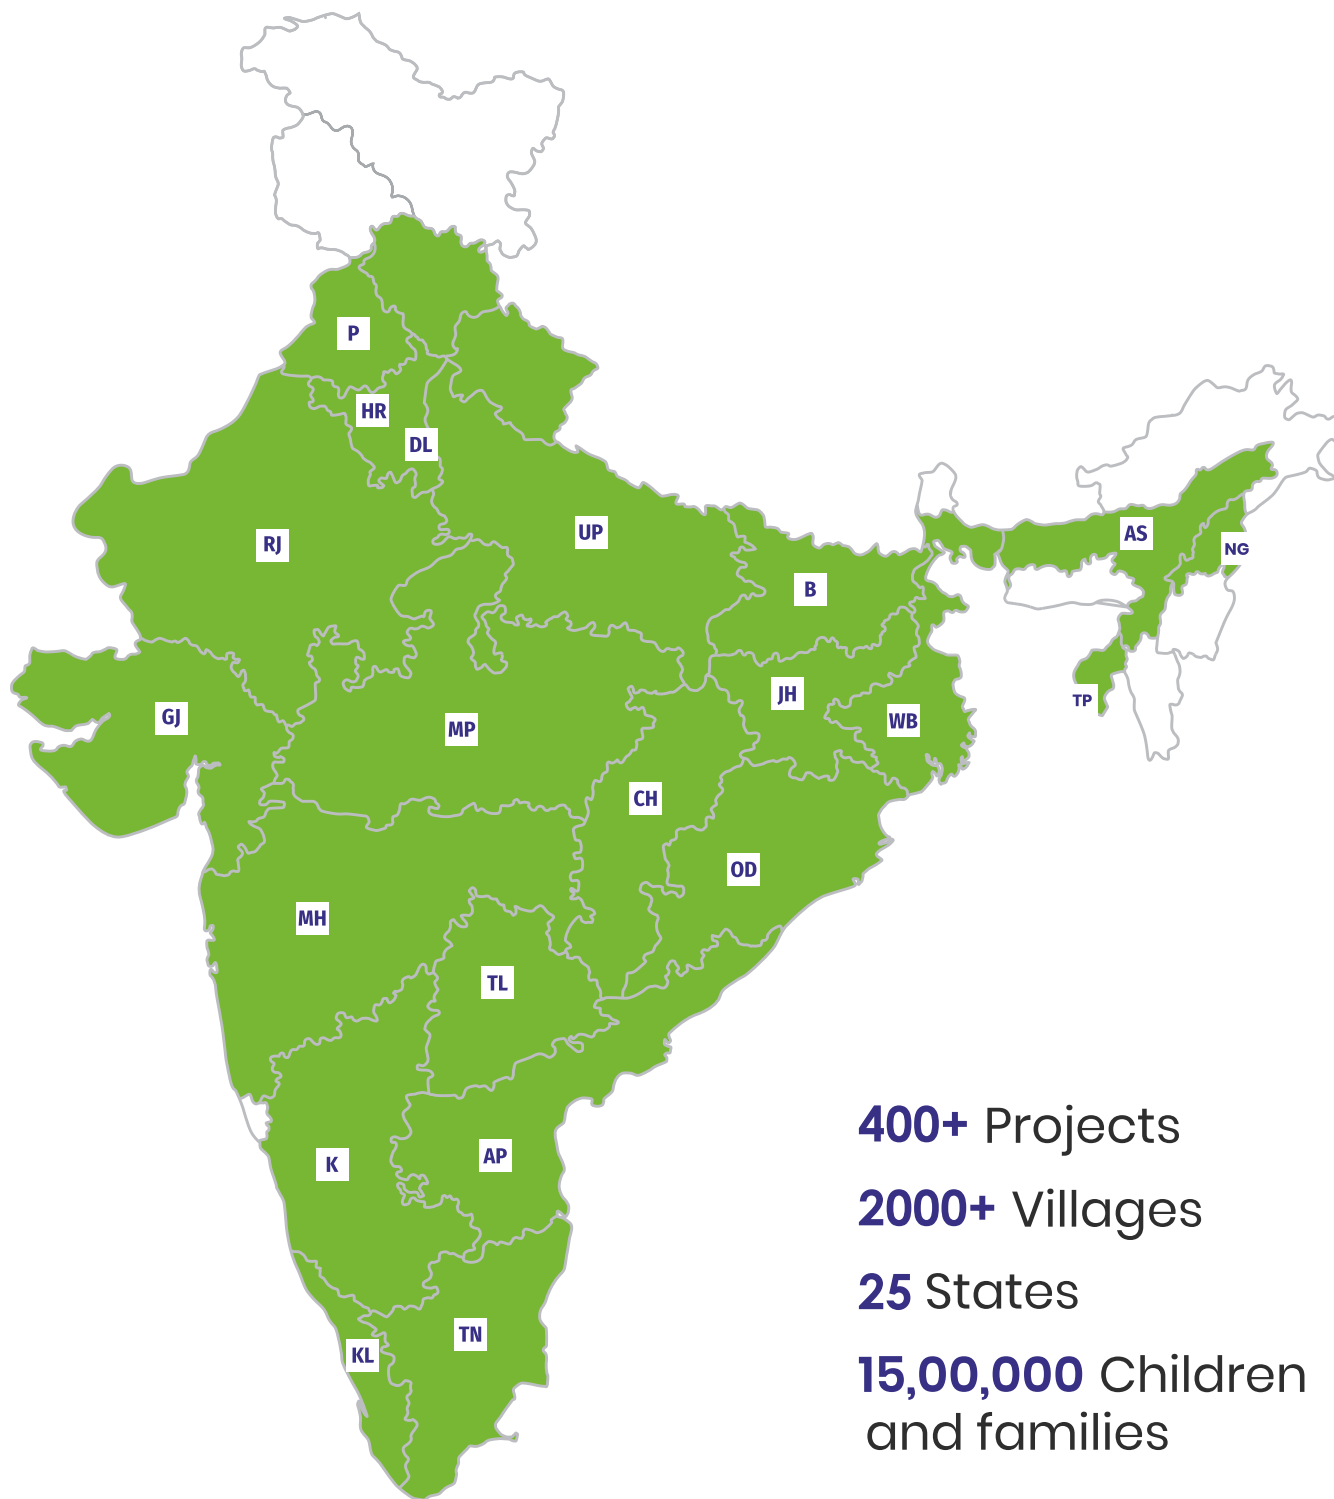 P
HR
DL
UP
RJ
AS
NG
B
JH
TP
GJ
WB
MP
CH
OD
MH
TL
K
AP
TN
KL
400+ Projects
2000+ Villages
25 States
15,00,000 Children
and families